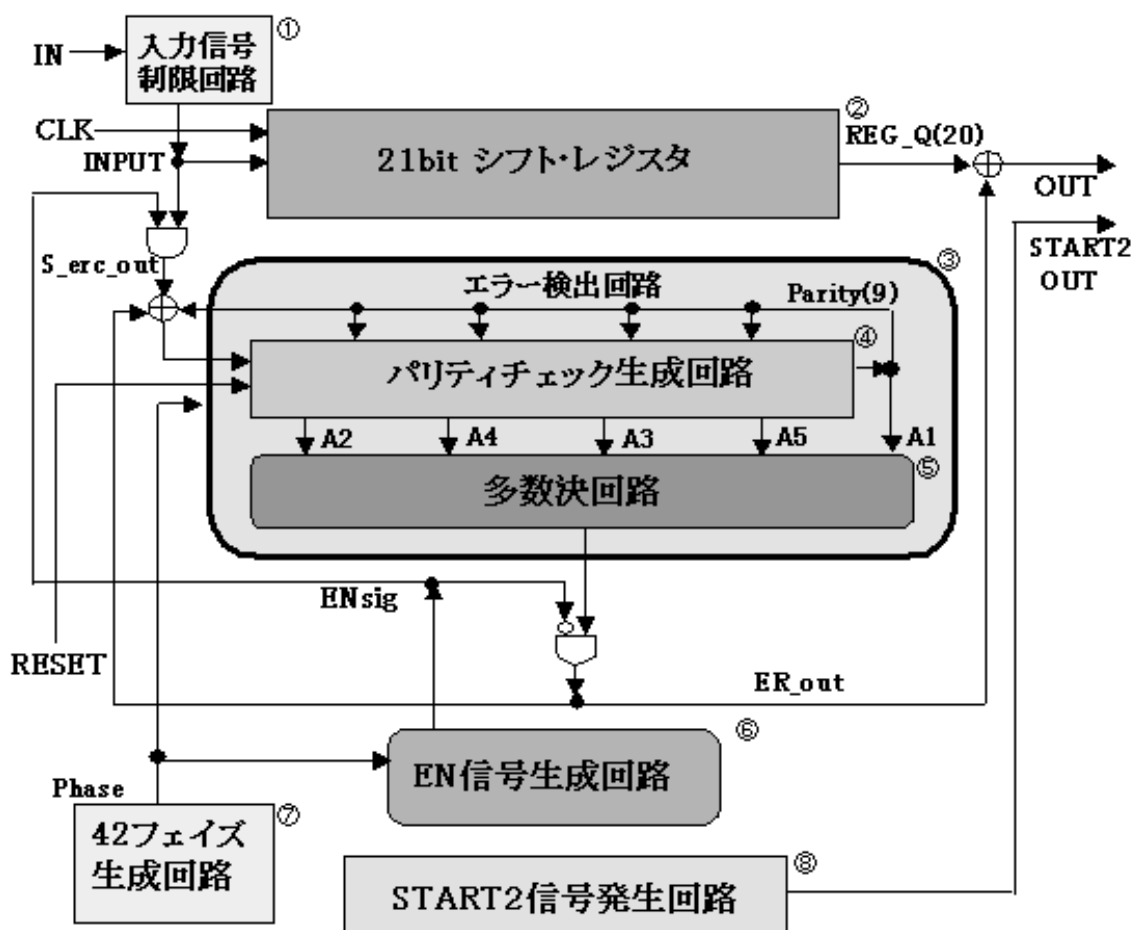 ①
IN
入力信号
制限回路
②
CLK
REG_Q(20)
INPUT
21bit シフト・レジスタ
OUT
START2
OUT
S_erc_out
③
エラー検出回路
Parity(9)
④
パリティチェック生成回路
A2
A4
A3
A5
A1
⑤
多数決回路
ENsig
RESET
ER_out
⑥
EN信号生成回路
Phase
⑦
42フェイズ
生成回路
⑧
START2信号発生回路